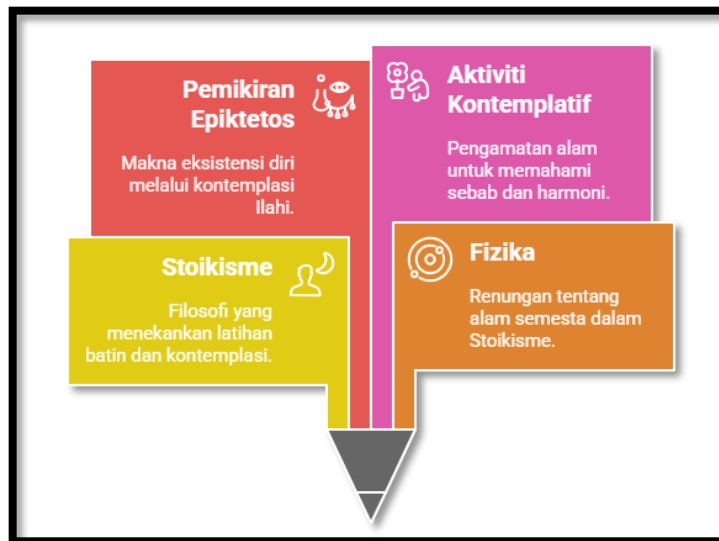 Pemikiran
Epiktetos
Makna eksistensi diri
melalui kontemplasi
Ilahi.
Aktiviti
Kontemplatif
Pengamatan alam
untuk memahami
sebab dan harmoni.
Stoikisme
Filosofi yang
menekankan latihan
batin dan kontemplasi.
Fizika
Renungan tentang
alam semesta dalam
Stoikisme.